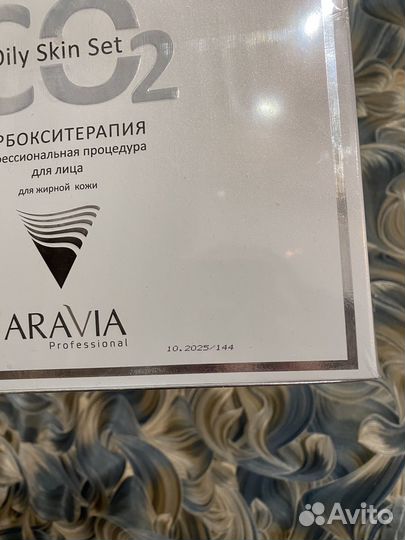 Oily Skin Set
CO2
РБОКСИТЕРАПИЯ
ессиональная процедура
для лица
для жирной кожи
ARAVIA
Professional
10.2025/144
Avito